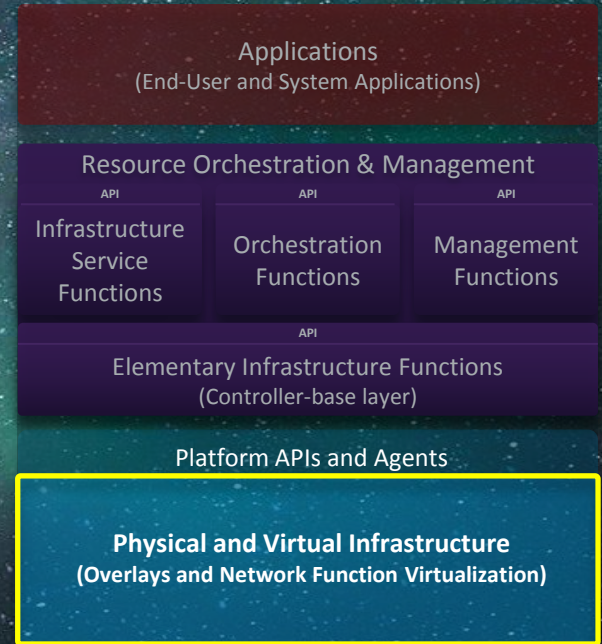 Applications
(End-User and System Applications)
Resource Orchestration & Management
API API API
Infrastructure
Service
Functions
Orchestration
Functions
Management
Functions
API
Elementary Infrastructure Functions
(Controller-base layer)
Platform APIs and Agents
Physical and Virtual Infrastructure
(Overlays and Network Function Virtualization)